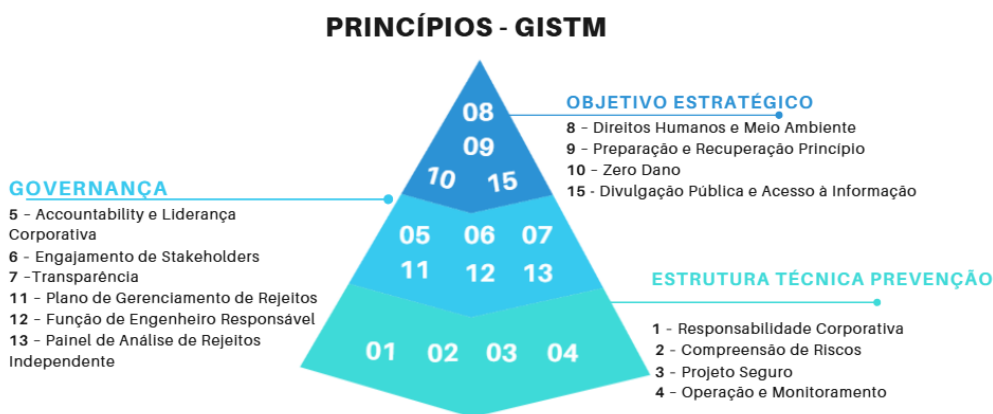 PRINCÍPIOS - GISTM
08
09
10 15
05 06 07
11 12 13
01 02 03 04
OBJETIVO ESTRATÉGICO
8 – Direitos Humanos e Meio Ambiente
9 – Preparação e Recuperação Princípio
10 – Zero Dano
15 - Divulgação Pública e Acesso à Informação
GOVERNANÇA
5 – Accountability e Liderança
Corporativa
6 – Engajamento de Stakeholders
7 –Transparência
11 – Plano de Gerenciamento de Rejeitos
12 – Função de Engenheiro Responsável
13 – Painel de Análise de Rejeitos
Independente
ESTRUTURA TÉCNICA PREVENÇÃO
1 - Responsabilidade Corporativa
2 – Compreensão de Riscos
3 – Projeto Seguro
4 – Operação e Monitoramento